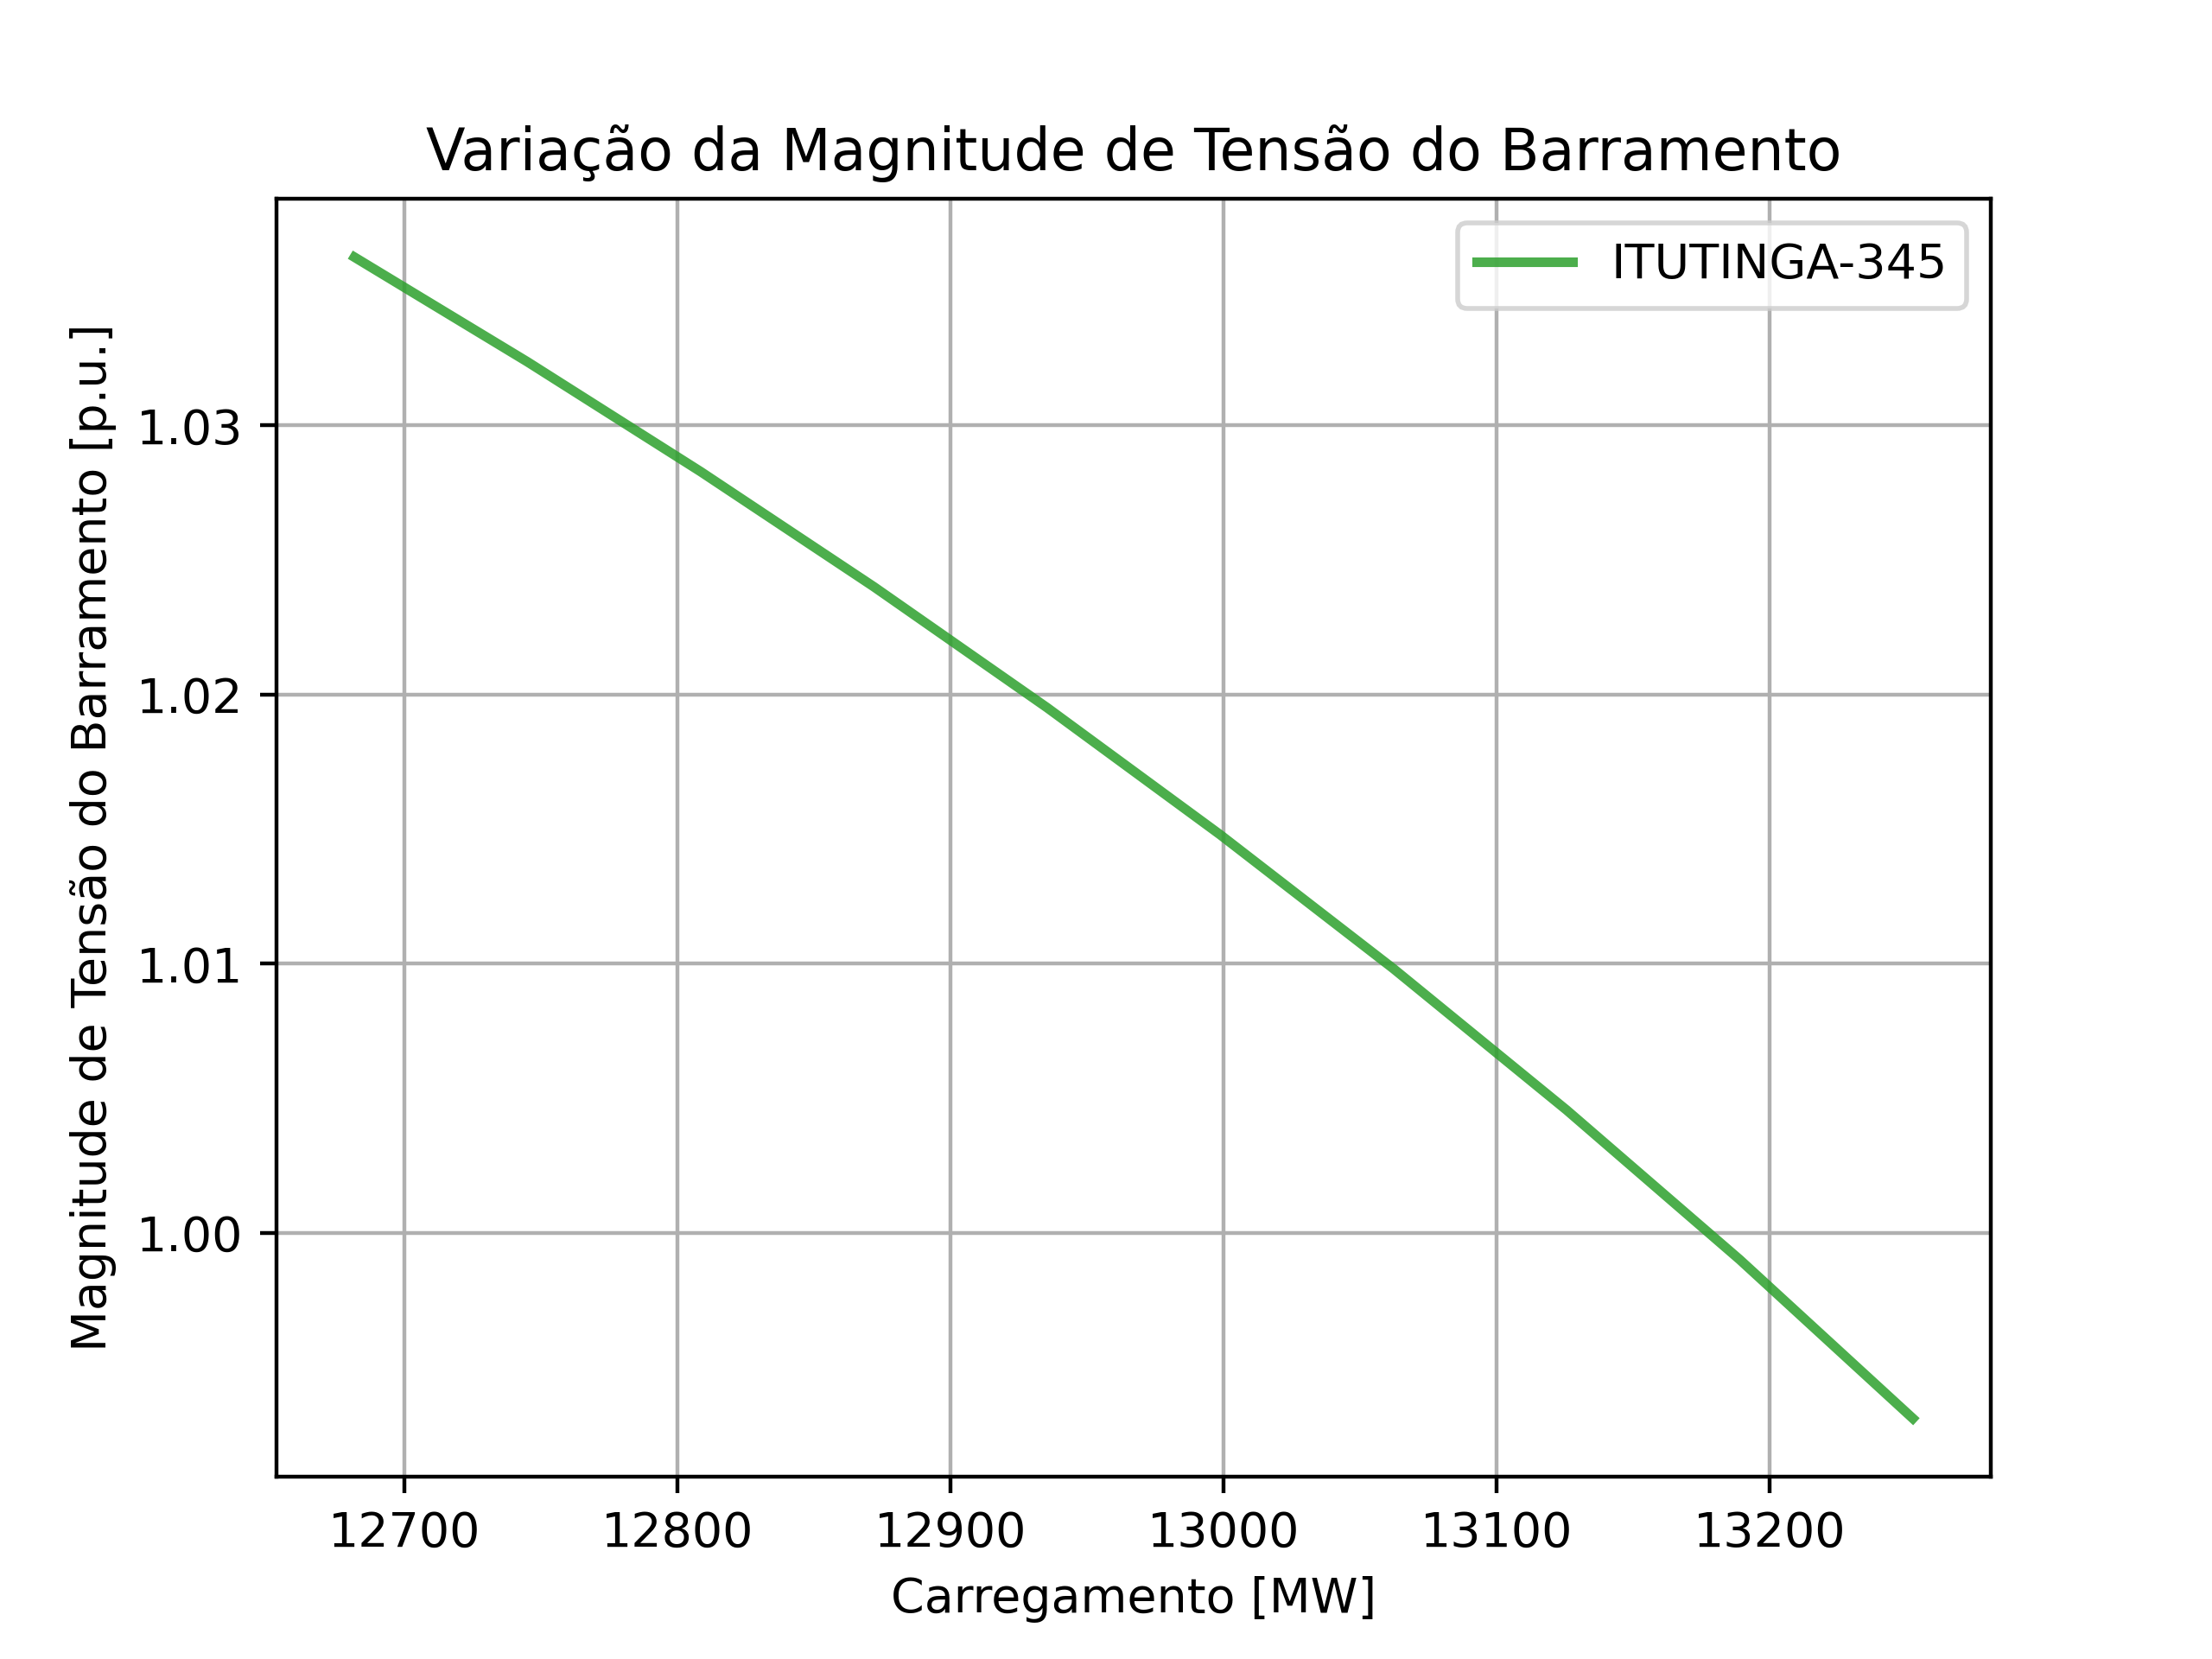 Variação da Magnitude de Tensão do Barramento
ITUTINGA-345
Magnitude de Tensão do Barramento [p.u.]
1.03
1.02
1.01
1.00
12700 12800 12900 13000 13100 13200
Carregamento [MW]